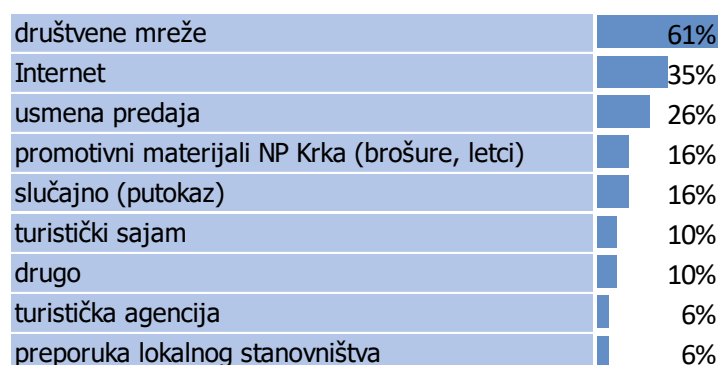 društvene mreže 61%
Internet 35%
usmena predaja 26%
promotivni materijali NP Krka (brošure, letci) 16%
slučajno (putokaz) 16%
turistički sajam 10%
drugo 10%
turistička agencija 6%
preporuka lokalnog stanovništva 6%